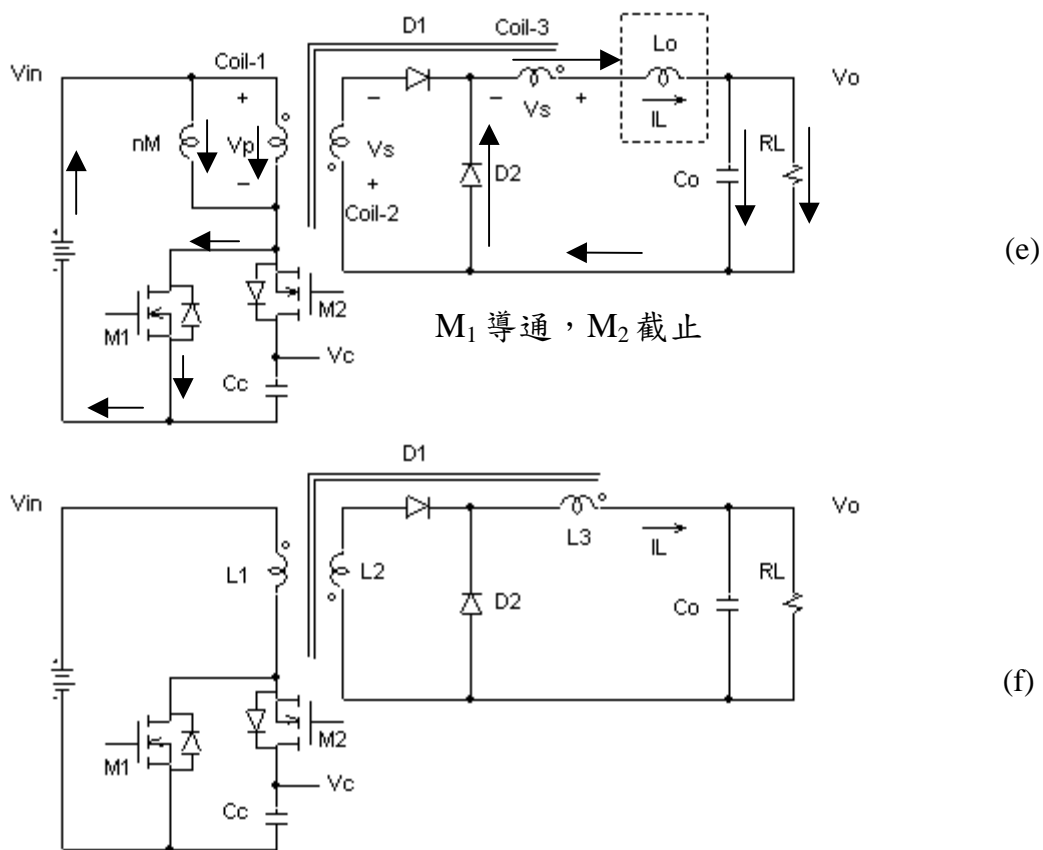 D1
Coil-3
Vin
Coil-1
Lo
Vo
+
nM
Vp
−
−
Vs
+
Coil-2
D2
−
Vs
+
IL
Co
RL
M1
M2
Vc
Cc
M1 導通，M2 截止
(e)
D1
Vin
Vo
L1
L2
L3
IL
D2
Co
RL
M1
M2
Vc
Cc
(f)